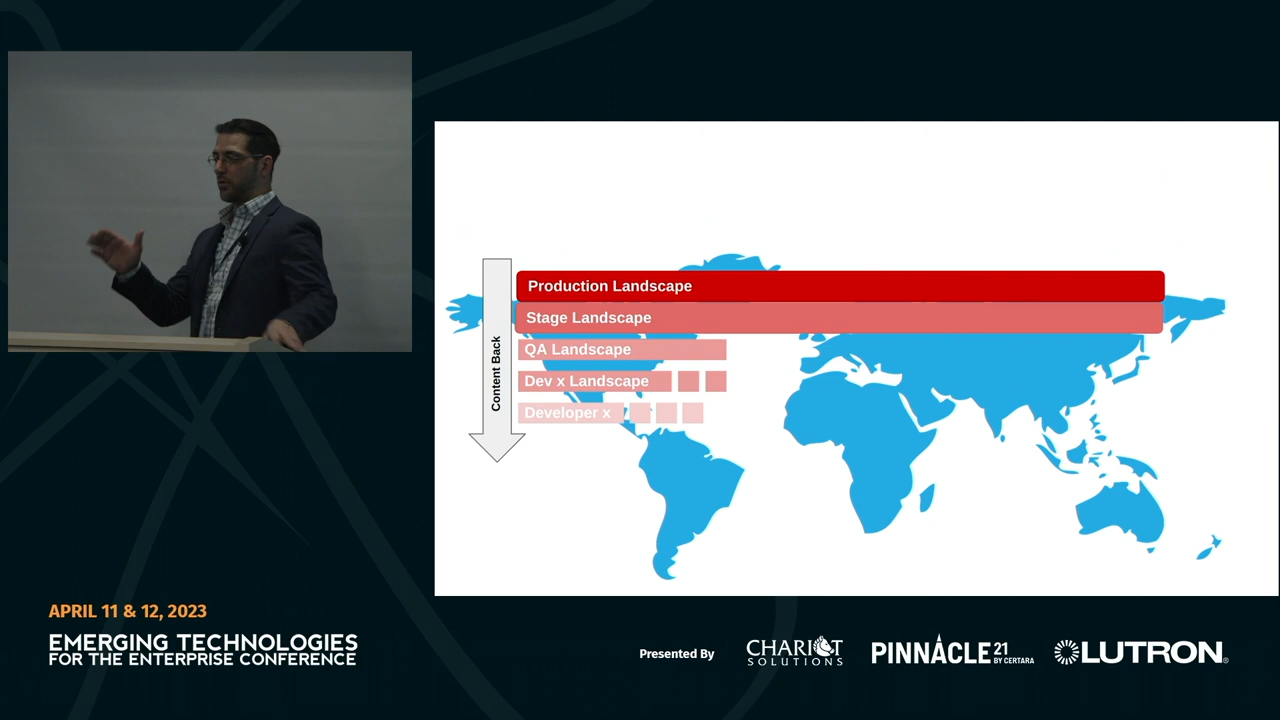 Production Landscape
Stage Landscape
QA Landscape
Dev x Landscape
Developer x
Content Back
APRIL 11 & 12, 2023
EMERGING TECHNOLOGIES
FOR THE ENTERPRISE CONFERENCE
Presented By
CHARIOT
SOLUTIONS
PINNACLE 21
BY CERTARA
LUTRON®